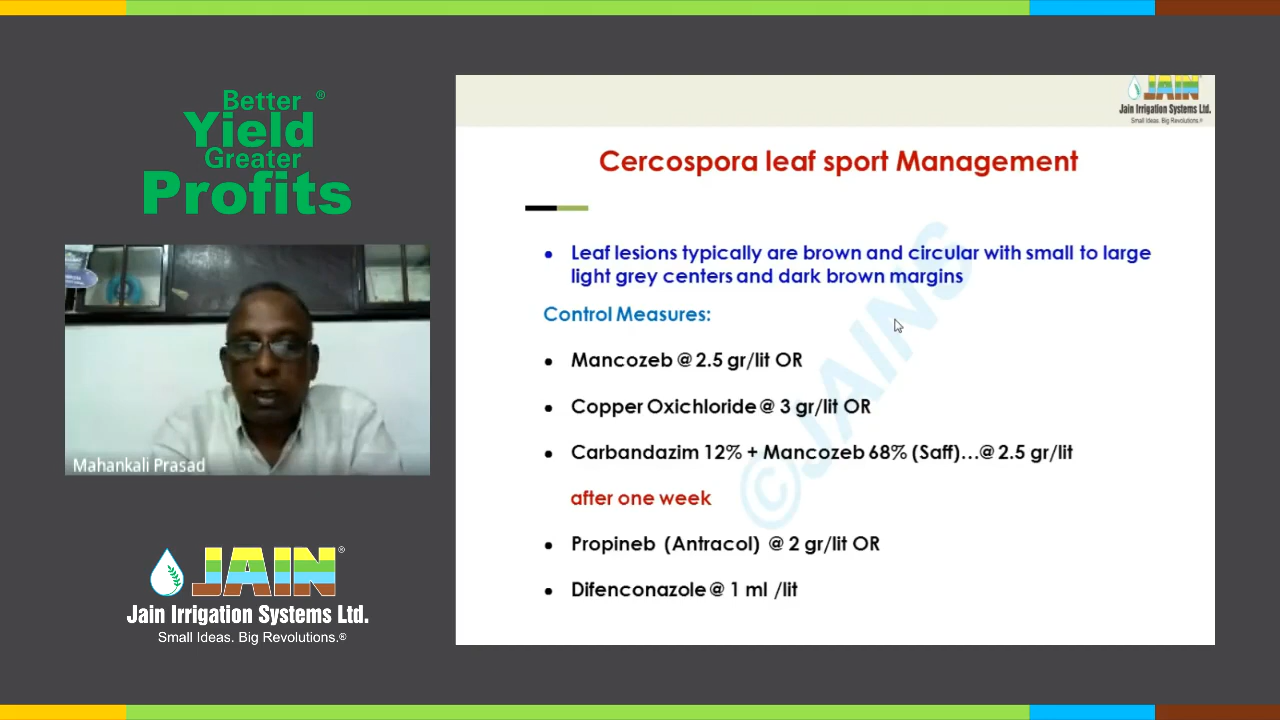 Better ®
Yield
Greater
Profits
Mahankali Prasad
JAIN®
Jain Irrigation Systems Ltd.
Small Ideas. Big Revolutions.®
JAIN
Jain Irrigation Systems Ltd.
Small Ideas. Big Revolutions.®
Cercospora leaf sport Management
• Leaf lesions typically are brown and circular with small to large
light grey centers and dark brown margins
Control Measures:
• Mancozeb @ 2.5 gr/lit OR
• Copper Oxichloride @ 3 gr/lit OR
• Carbandazim 12% + Mancozeb 68% (Saff)...@ 2.5 gr/lit
after one week
• Propineb (Antracol) @ 2 gr/lit OR
• Difenconazole @ 1 ml /lit
©JAINS